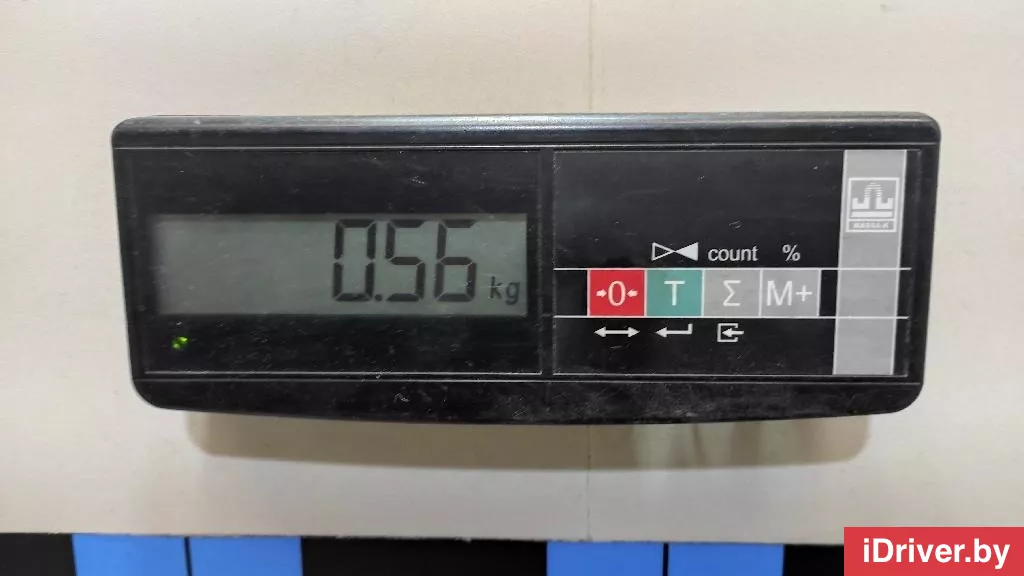 0.56 kg
count %
→0← T Σ M+
iDriver.by